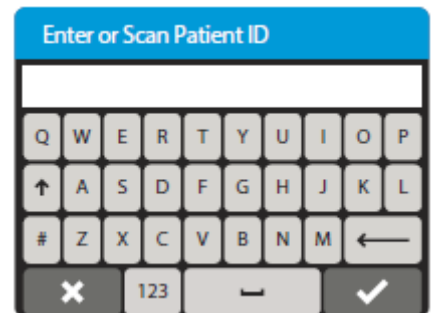 Enter or Scan Patient ID
Q W E R T Y U I O P
A S D F G H J K L
# Z X C V B N M
123